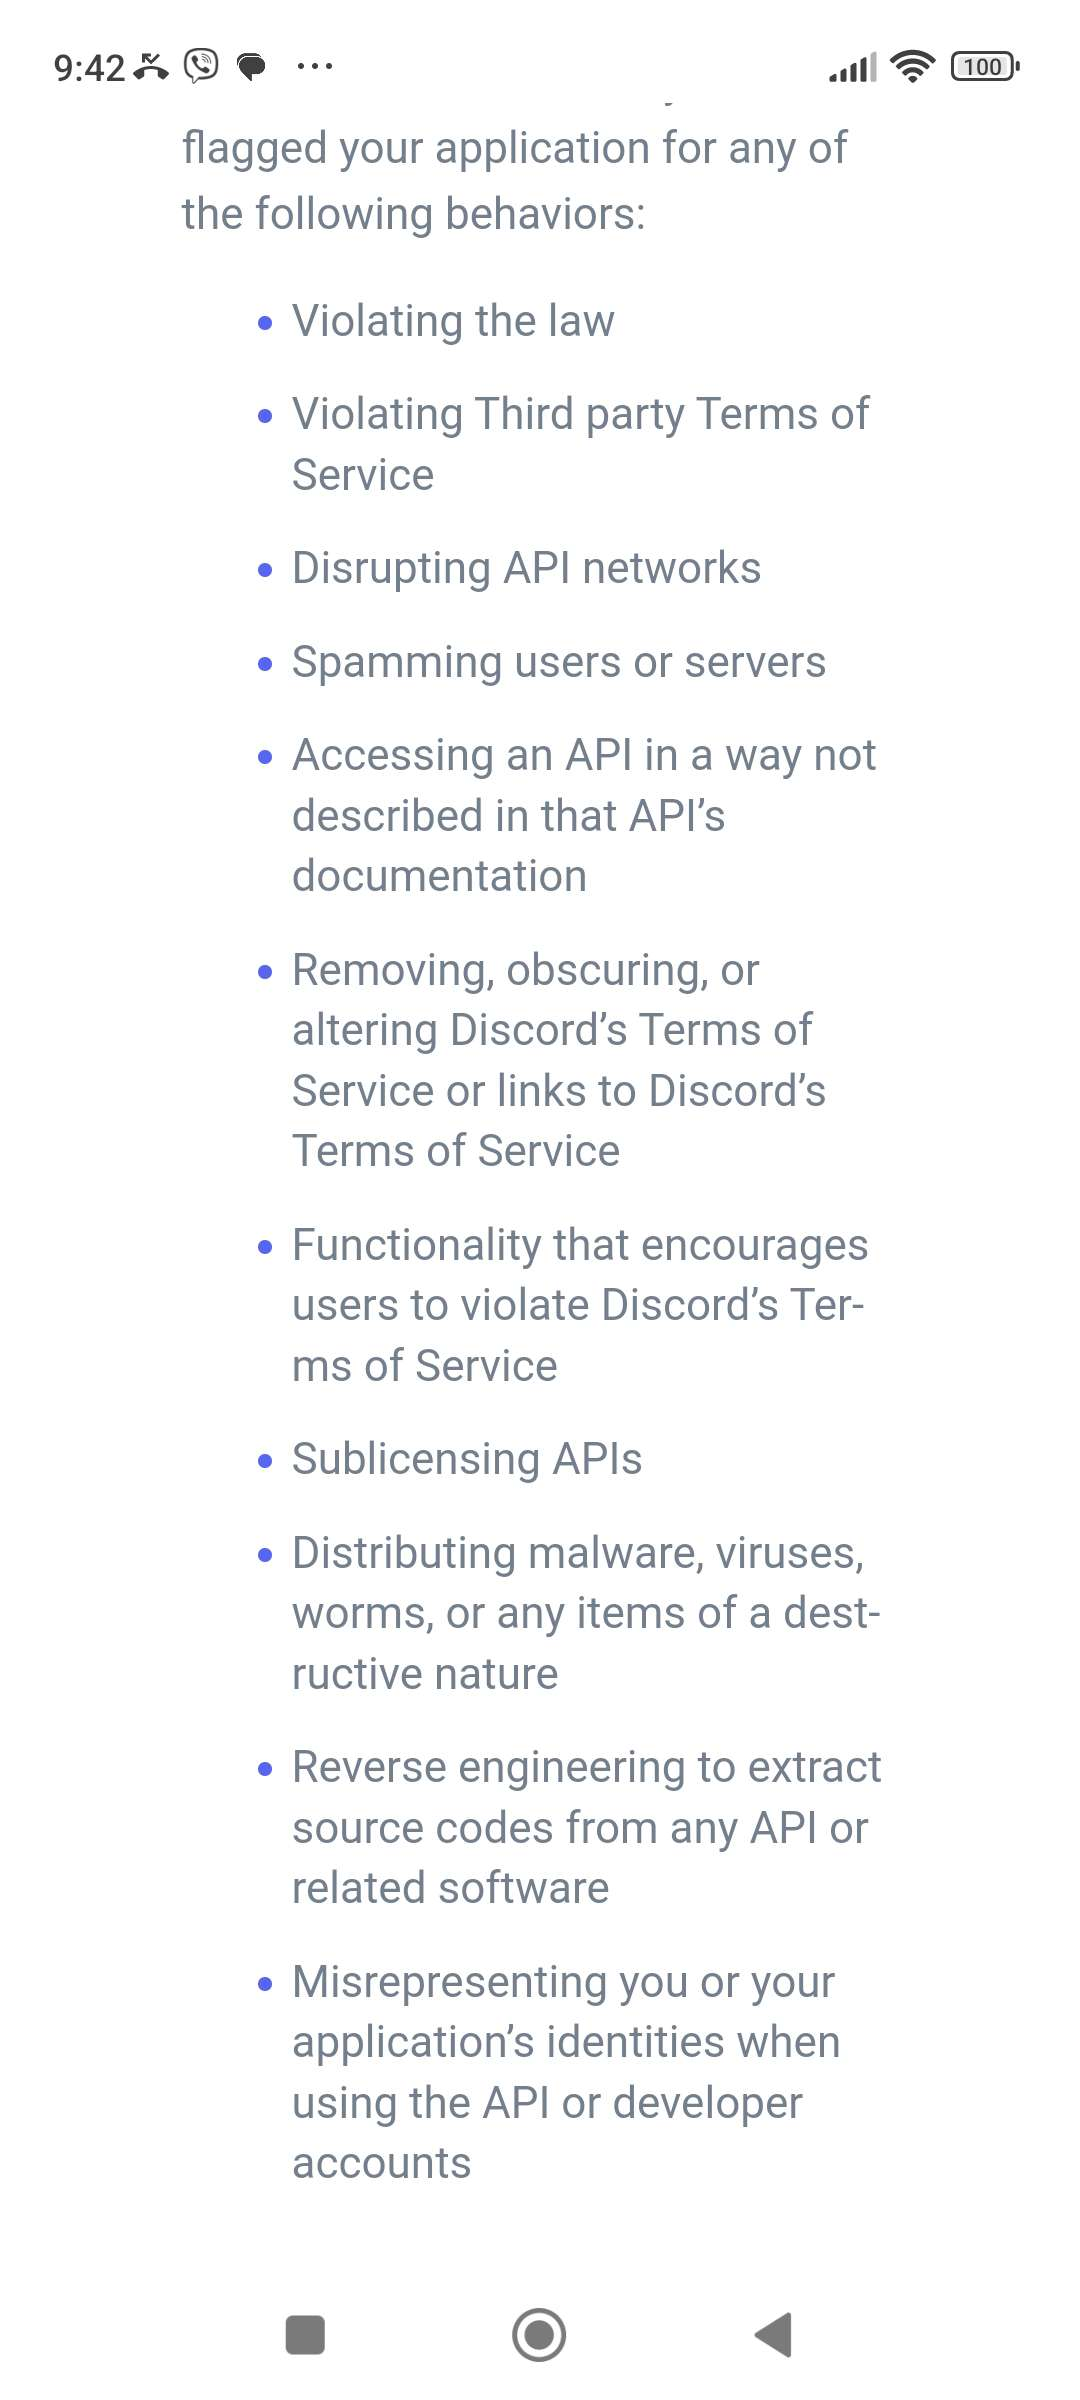 9:42
100
flagged your application for any of
the following behaviors:
• Violating the law
• Violating Third party Terms of
Service
• Disrupting API networks
• Spamming users or servers
• Accessing an API in a way not
described in that API’s
documentation
• Removing, obscuring, or
altering Discord’s Terms of
Service or links to Discord’s
Terms of Service
• Functionality that encourages
users to violate Discord’s Ter-
ms of Service
• Sublicensing APIs
• Distributing malware, viruses,
worms, or any items of a dest-
ructive nature
• Reverse engineering to extract
source codes from any API or
related software
• Misrepresenting you or your
application’s identities when
using the API or developer
accounts